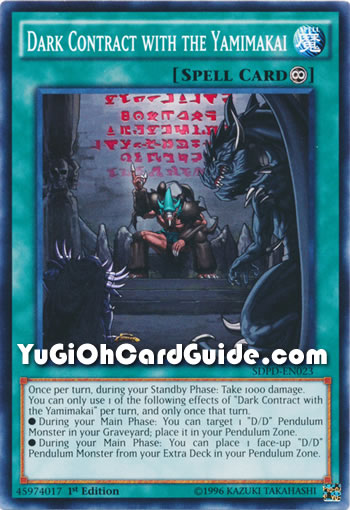 DARK CONTRACT WITH THE YAMIMAKAI
魔
[SPELL CARD]
YuGiOhCardGuide.com
SDPD-EN023
Once per turn, during your Standby Phase: Take 1000 damage.
You can only use 1 of the following effects of "Dark Contract with
the Yamimakai" per turn, and only once that turn.
● During your Main Phase: You can target 1 "D/D" Pendulum
Monster in your Graveyard; place it in your Pendulum Zone.
● During your Main Phase: You can place 1 face-up "D/D"
Pendulum Monster from your Extra Deck in your Pendulum Zone.
45974017 1st Edition ©1996 KAZUKI TAKAHASHI